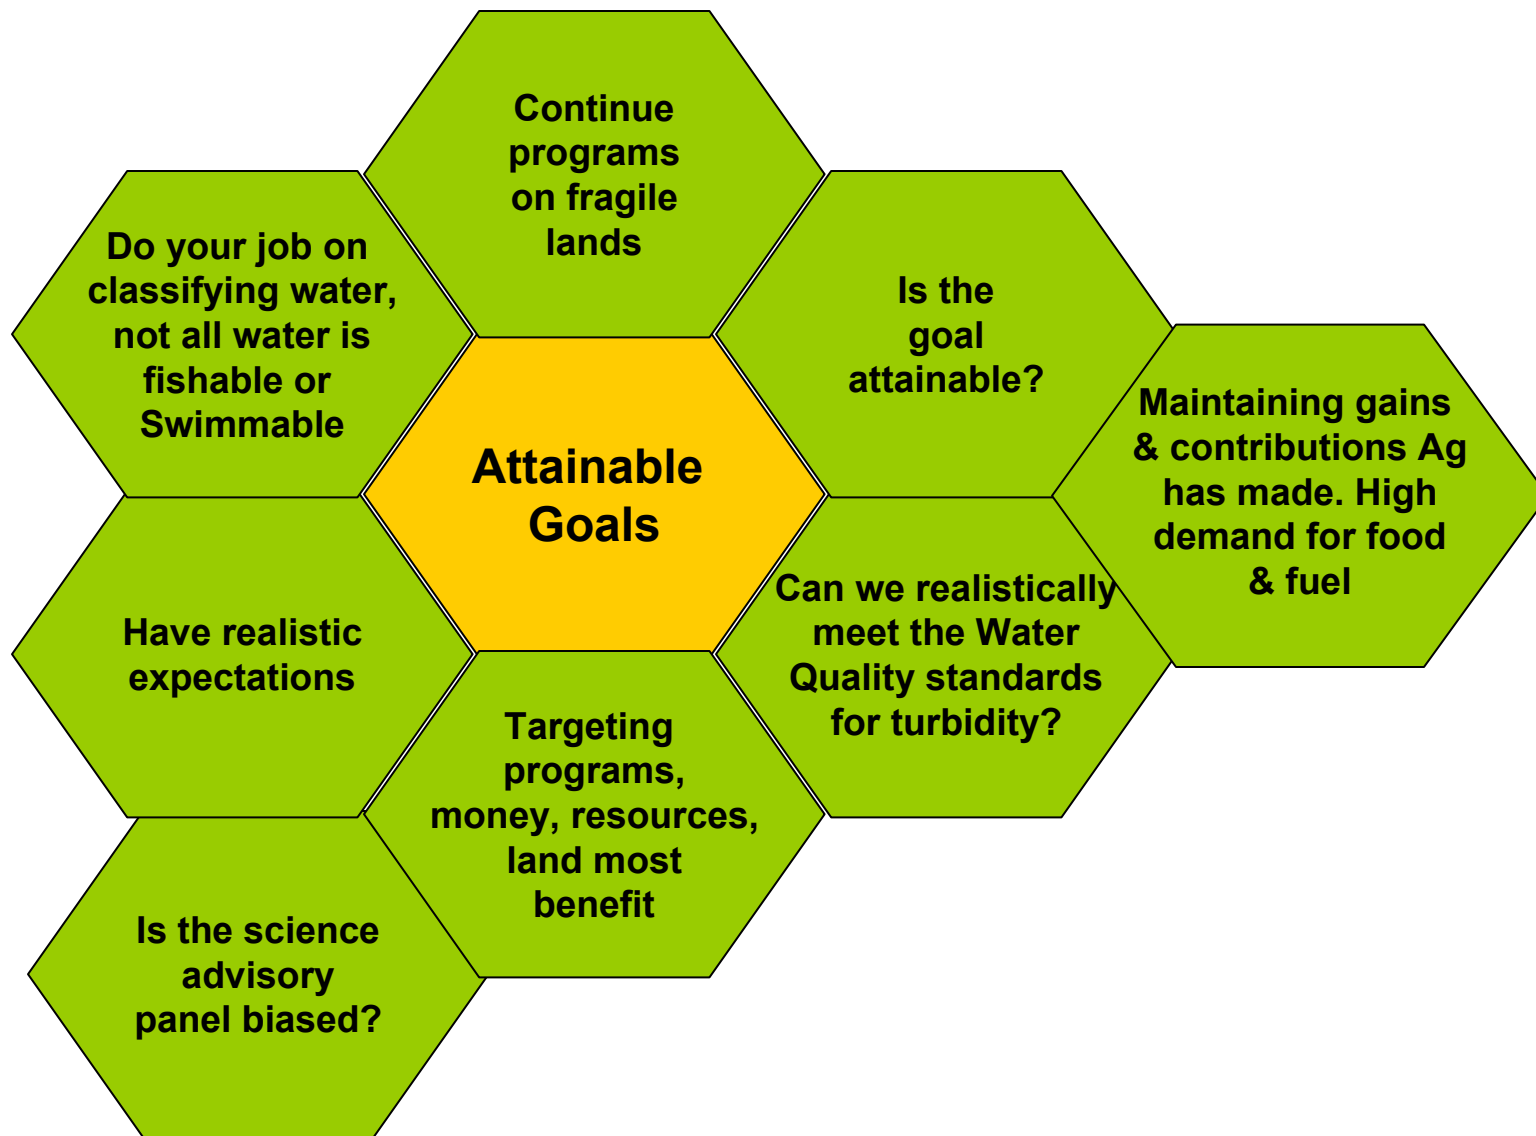 Continue
programs
on fragile
lands
Do your job on
classifying water,
not all water is
fishable or
Swimmable
Is the
goal
attainable?
Maintaining gains
& contributions Ag
has made. High
demand for food
& fuel
Attainable
Goals
Have realistic
expectations
Can we realistically
meet the Water
Quality standards
for turbidity?
Targeting
programs,
money, resources,
land most
benefit
Is the science
advisory
panel biased?